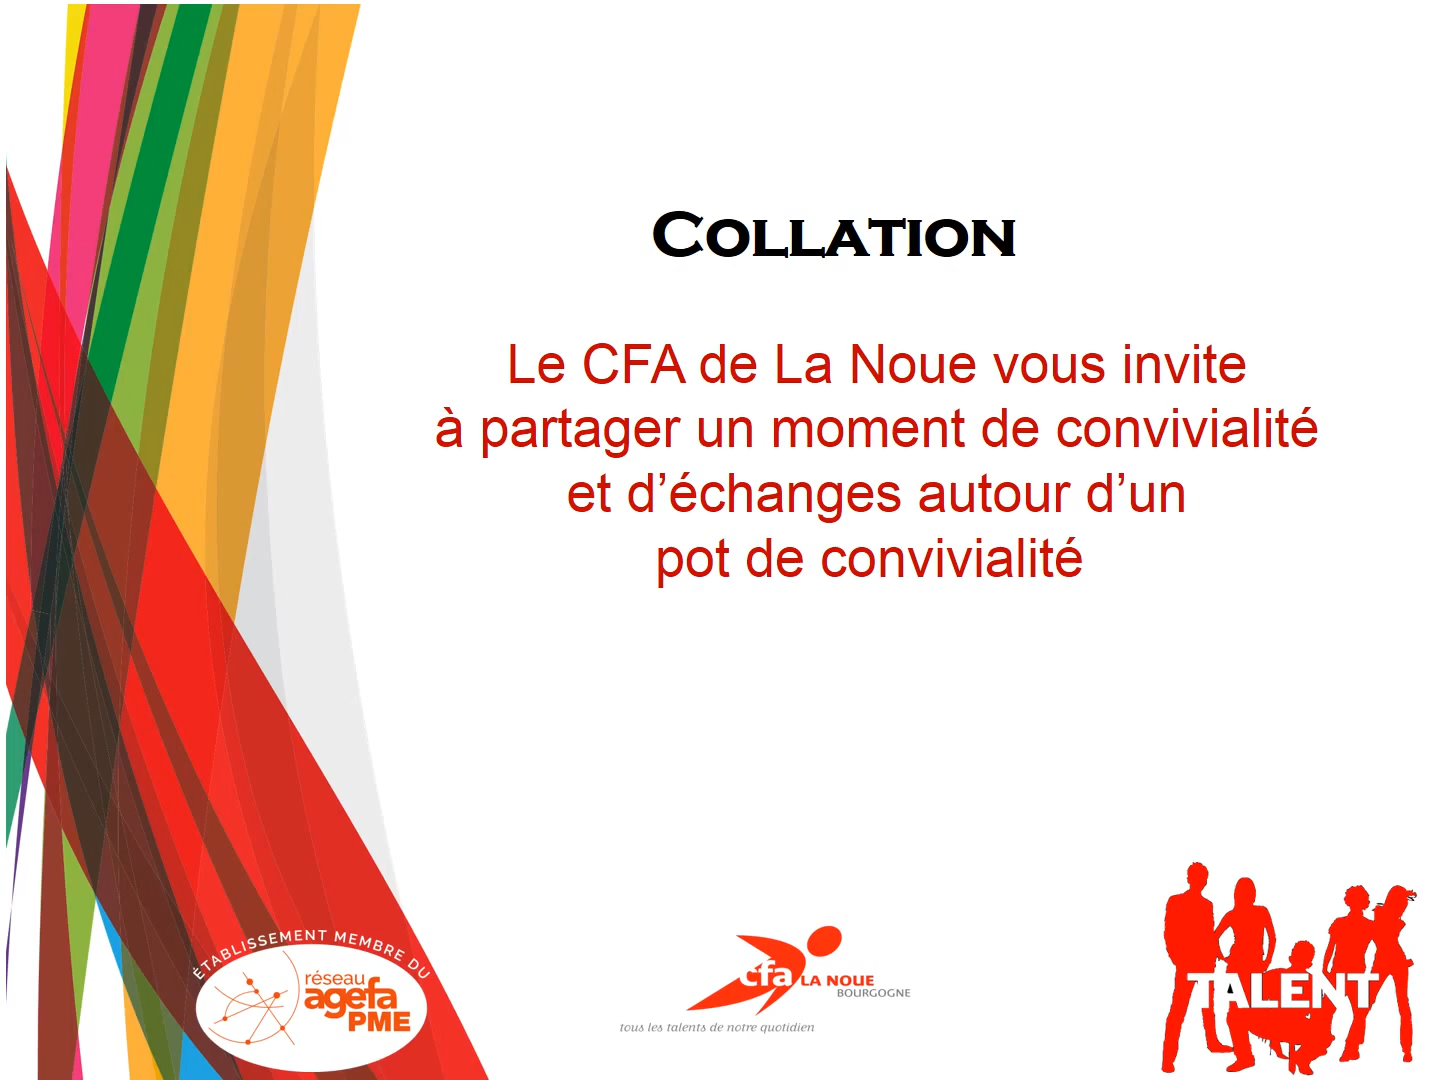 COLLATION
Le CFA de La Noue vous invite
à partager un moment de convivialité
et d’échanges autour d’un
pot de convivialité
ÉTABLISSEMENT MEMBRE DU
réseau
agefa
PME
cfa LA NOUE
BOURGOGNE
tous les talents de notre quotidien
TALENT